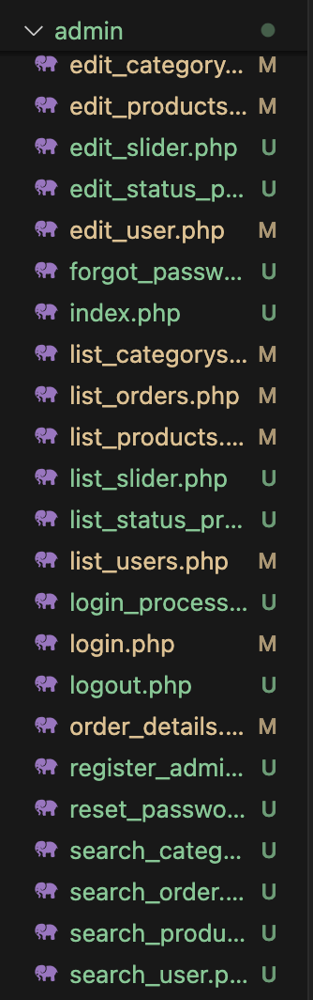 admin
edit_category... M
edit_products... M
edit_slider.php U
edit_status_p... U
edit_user.php M
forgot_passw... U
index.php U
list_categorys... M
list_orders.php M
list_products.... M
list_slider.php U
list_status_pr... U
list_users.php M
login_process... U
login.php M
logout.php U
order_details.... M
register_admi... U
reset_passwo... U
search_categ... U
search_order.... U
search_produ... U
search_user.p... U